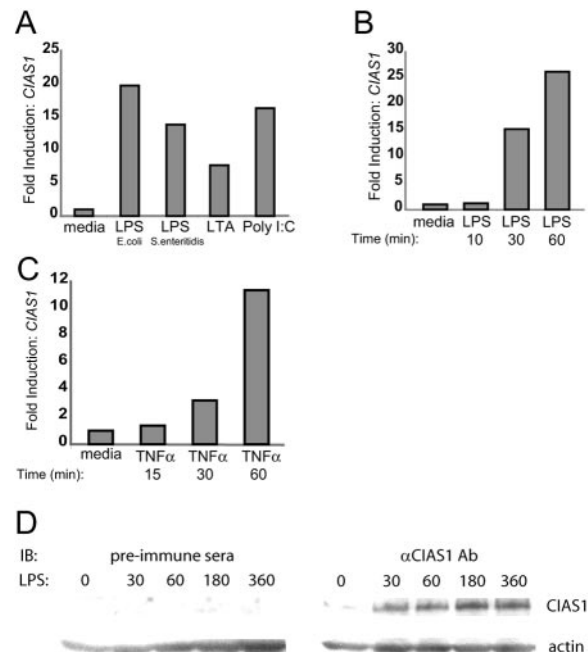 A
Fold Induction: CIAS1
25
20
15
10
5
0
media LPS LPS LTA Poly I:C
E.coli S.enteritidis
B
Fold Induction: CIAS1
30
25
20
15
10
5
0
media LPS LPS LPS
Time (min): 10 30 60
C
Fold Induction: CIAS1
12
10
8
6
4
2
0
media TNFα TNFα TNFα
Time (min): 15 30 60
D
IB: pre-immune sera αCIAS1 Ab
LPS: 0 30 60 180 360 0 30 60 180 360
CIAS1
actin